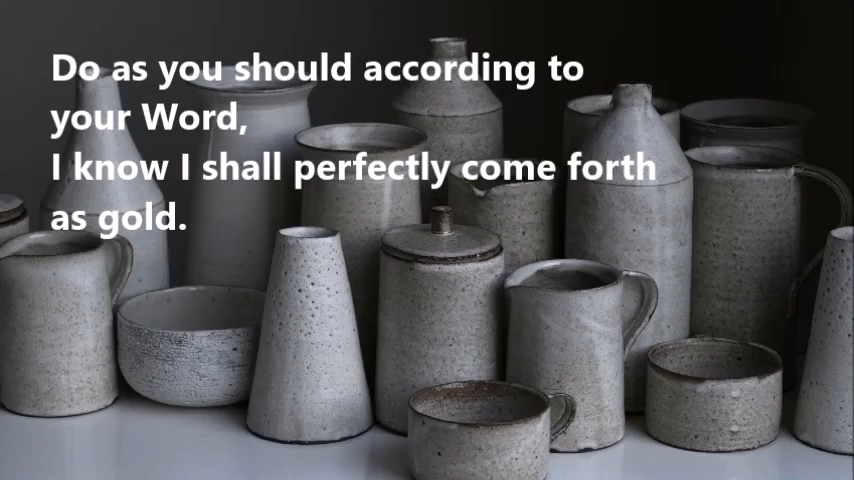 Do as you should according to
your Word,
I know I shall perfectly come forth
as gold.